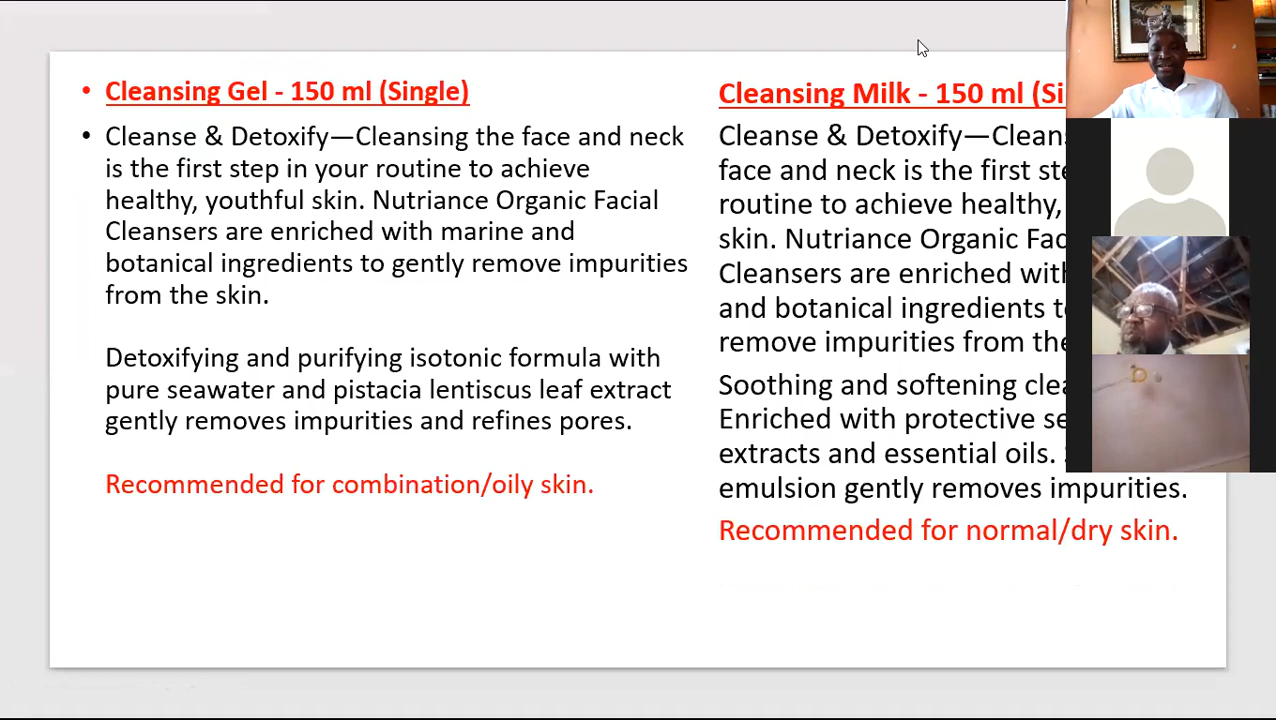 • Cleansing Gel - 150 ml (Single)
• Cleanse & Detoxify—Cleansing the face and neck
is the first step in your routine to achieve
healthy, youthful skin. Nutriance Organic Facial
Cleansers are enriched with marine and
botanical ingredients to gently remove impurities
from the skin.
Detoxifying and purifying isotonic formula with
pure seawater and pistacia lentiscus leaf extract
gently removes impurities and refines pores.
Recommended for combination/oily skin.
Cleansing Milk - 150 ml
Cleanse & Detoxify—
face and neck is the first
routine to achieve healthy,
skin. Nutriance Organic
Cleansers are enriched
and botanical ingredients
remove impurities from
Soothing and softening
Enriched with protective
extracts and essential oils.
emulsion gently removes impurities.
Recommended for normal/dry skin.